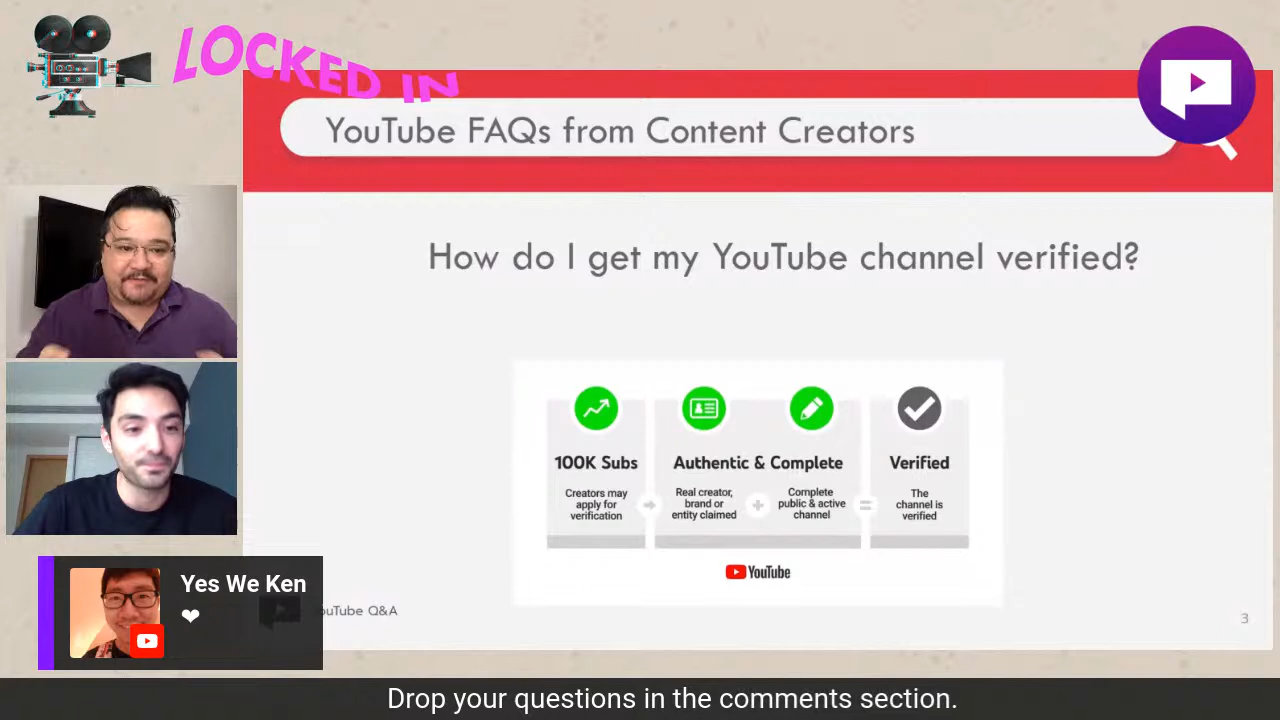 LOCKED IN
YouTube FAQs from Content Creators
How do I get my YouTube channel verified?
100K Subs
Creators may
apply for
verification
Authentic & Complete
Real creator,
brand or
entity claimed
Complete
public & active
channel
Verified
The
channel is
verified
YouTube
Yes We Ken
❤
ouTube Q&A
3
Drop your questions in the comments section.